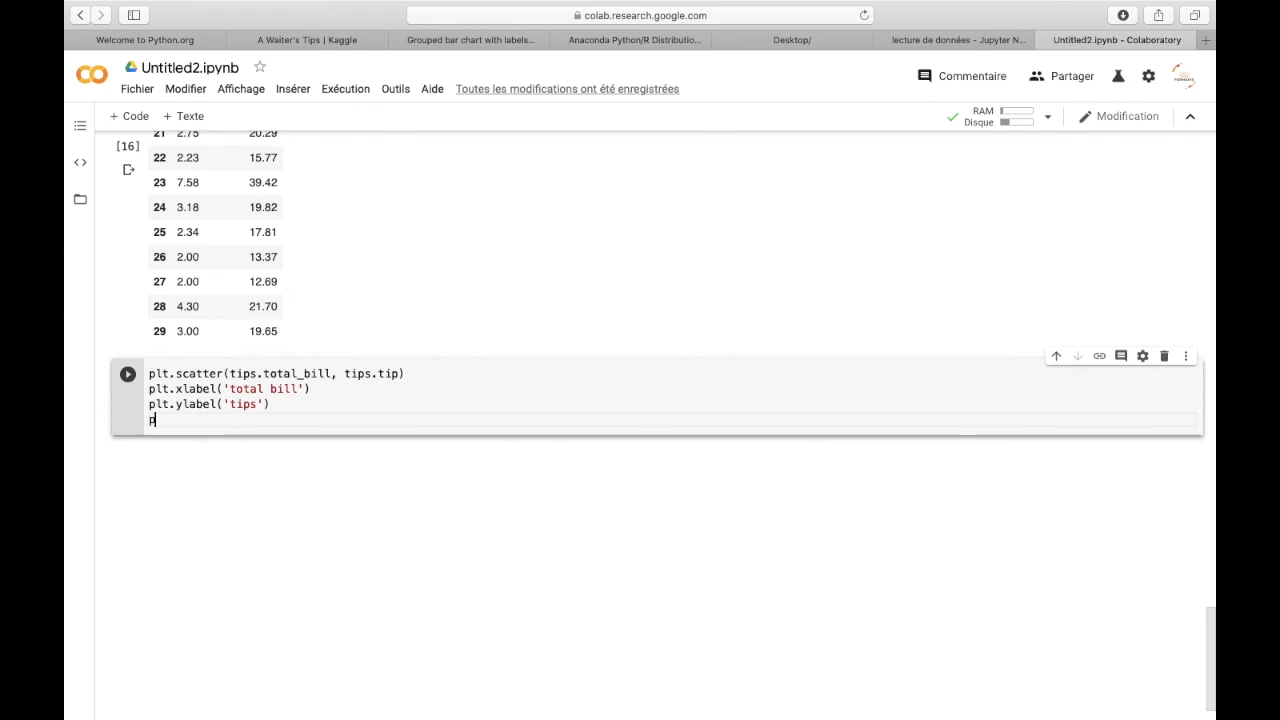 colab.research.google.com
Welcome to Python.org
A Waiter's Tips | Kaggle
Grouped bar chart with labels...
Anaconda Python/R Distributio...
Desktop/
lecture de données - Jupyter N...
Untitled2.ipynb - Colaboratory
Untitled2.ipynb
Commentaire
Partager
Fichier Modifier Affichage Insérer Exécution Outils Aide Toutes les modifications ont été enregistrées
+ Code + Texte
RAM
Disque
Modification
21 2.75 20.29
[16]
22 2.23 15.77
23 7.58 39.42
24 3.18 19.82
25 2.34 17.81
26 2.00 13.37
27 2.00 12.69
28 4.30 21.70
29 3.00 19.65
plt.scatter(tips.total_bill, tips.tip)
plt.xlabel('total bill')
plt.ylabel('tips')
p